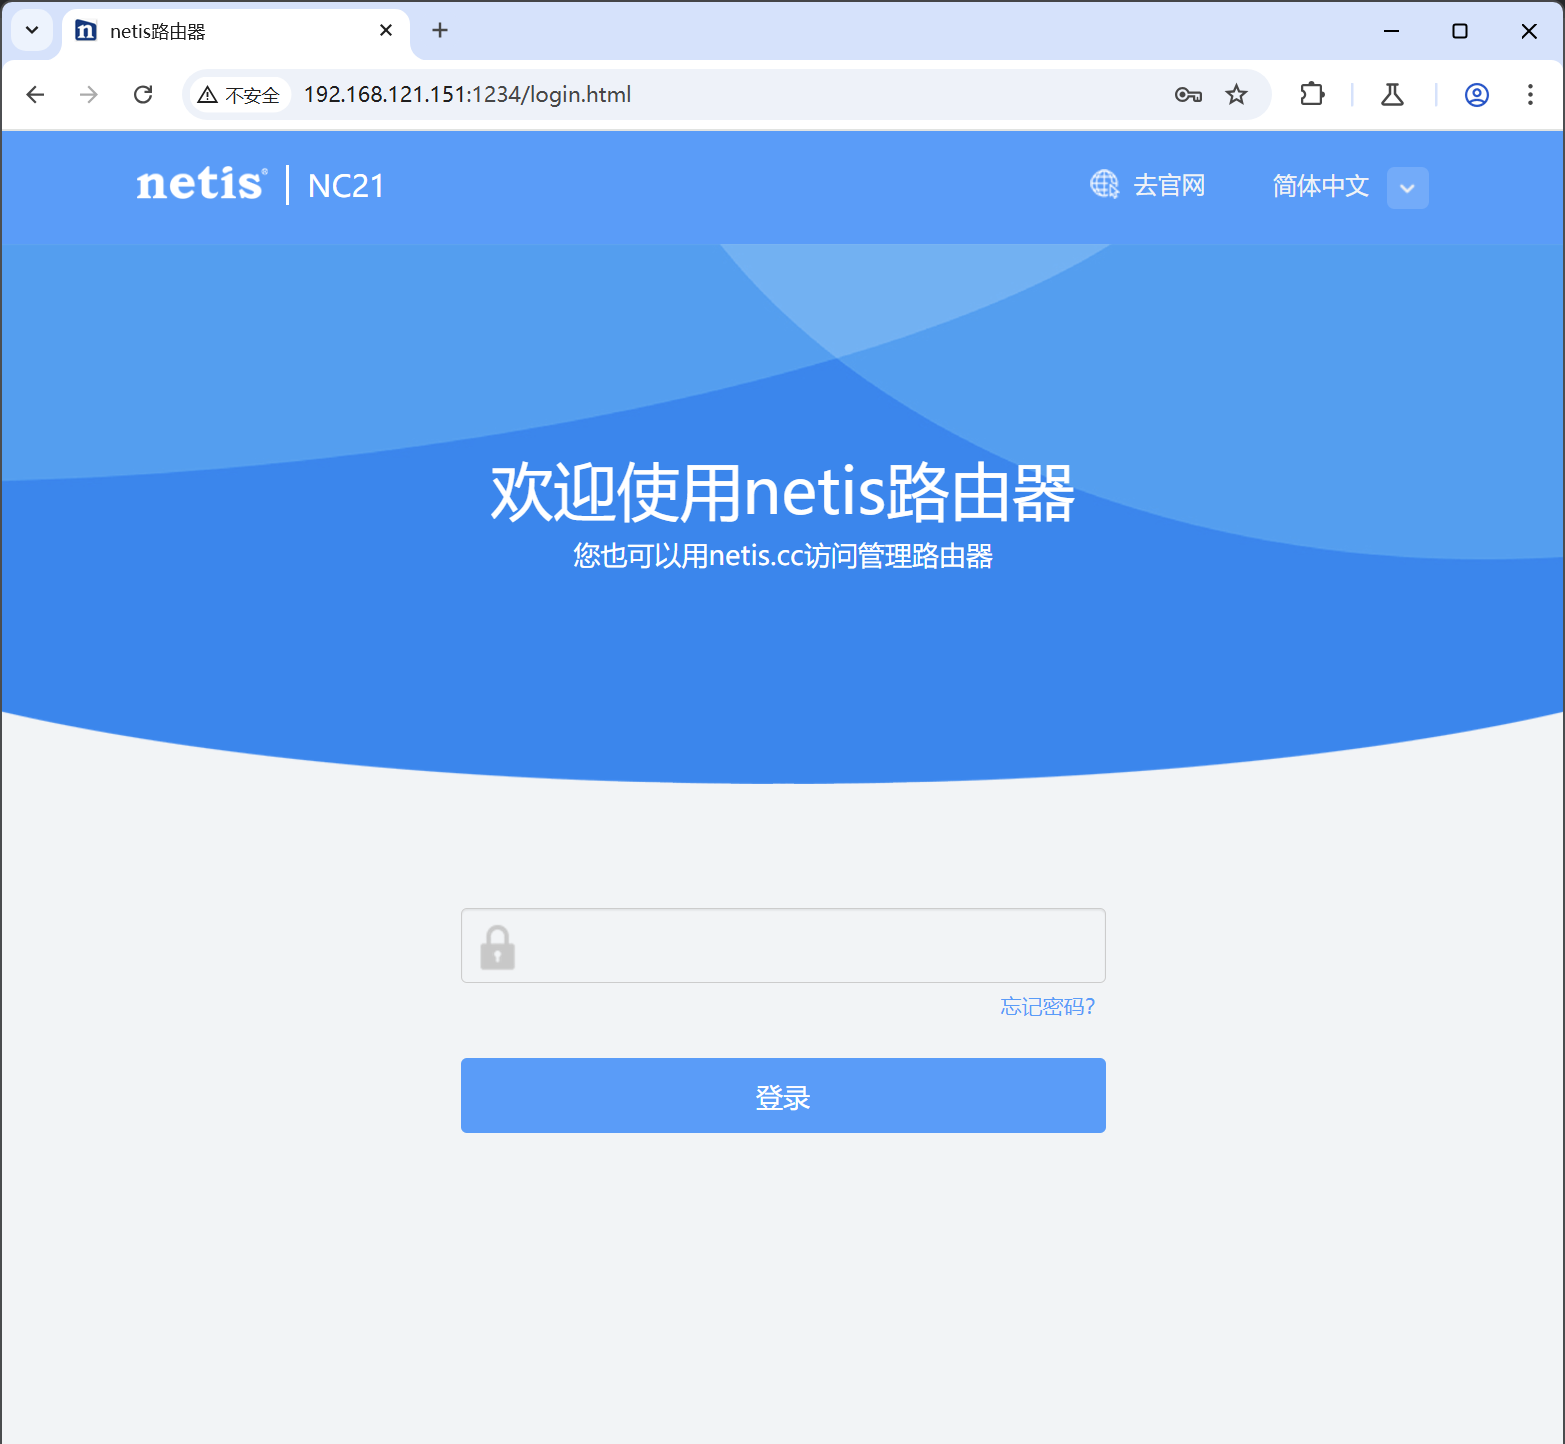 netis路由器
不安全
192.168.121.151:1234/login.html
netis® NC21
去官网
简体中文
欢迎使用netis路由器
您也可以用netis.cc访问管理路由器
忘记密码?
登录